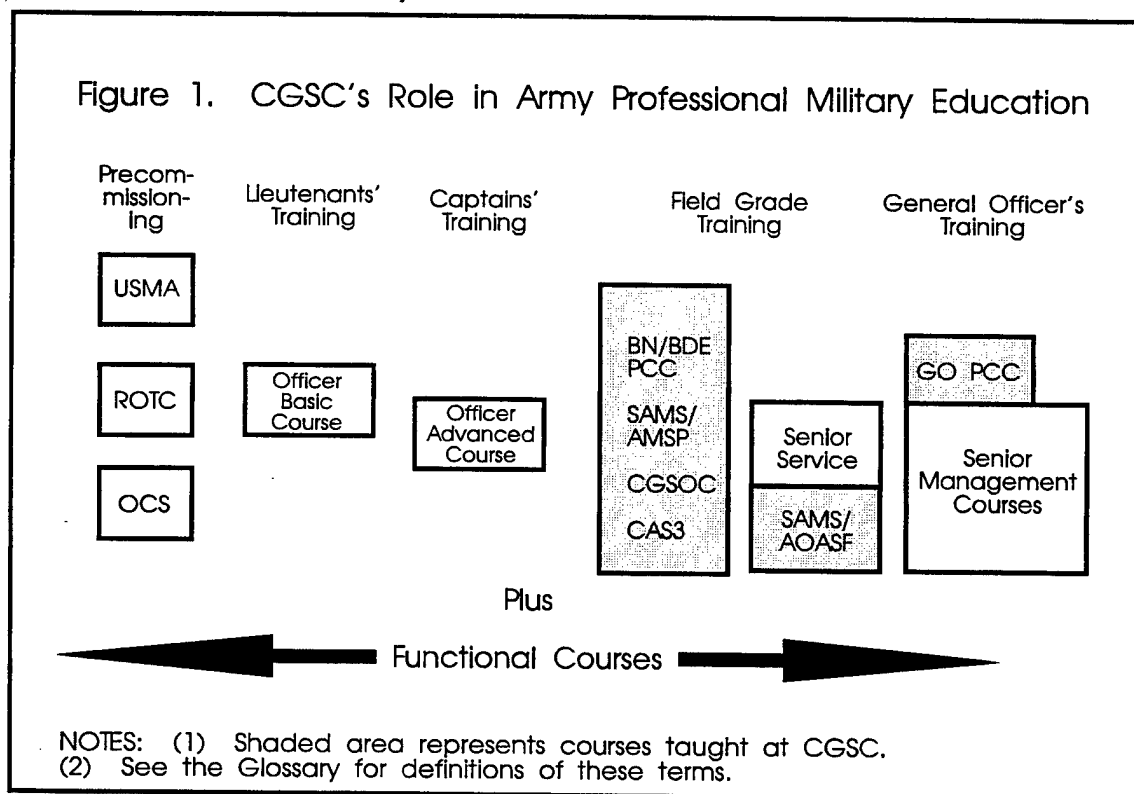 Figure 1. CGSC's Role in Army Professional Military Education
Precom-
mission-
ing
Lieutenants'
Training
Captains'
Training
Field Grade
Training
General Officer's
Training
USMA
ROTC
OCS
Officer
Basic
Course
Officer
Advanced
Course
BN/BDE
PCC
SAMS/
AMSP
CGSOC
CAS3
Senior
Service
SAMS/
AOASF
GO PCC
Senior
Management
Courses
Plus
Functional Courses
NOTES: (1) Shaded area represents courses taught at CGSC.
(2) See the Glossary for definitions of these terms.